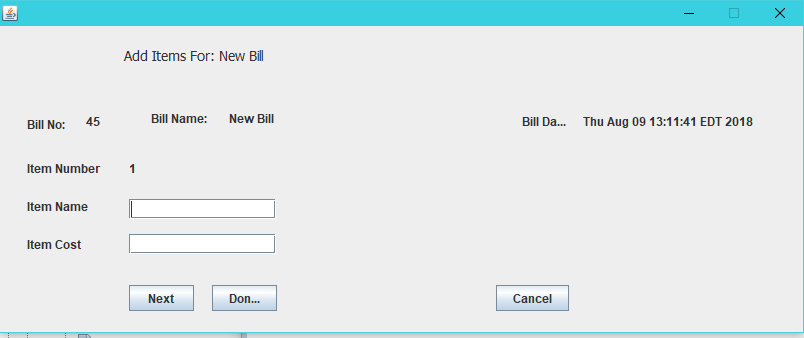 Add Items For: New Bill
Bill No: 45 Bill Name: New Bill Bill Da... Thu Aug 09 13:11:41 EDT 2018
Item Number 1
Item Name
Item Cost
Next Don... Cancel